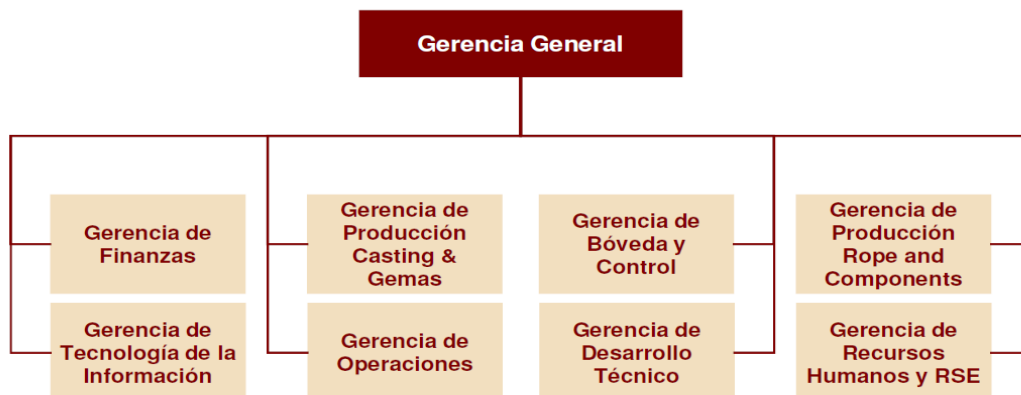 Gerencia General
Gerencia de
Finanzas
Gerencia de
Producción
Casting &
Gemas
Gerencia de
Bóveda y
Control
Gerencia de
Producción
Rope and
Components
Gerencia de
Tecnología de la
Información
Gerencia de
Operaciones
Gerencia de
Desarrollo
Técnico
Gerencia de
Recursos
Humanos y RSE